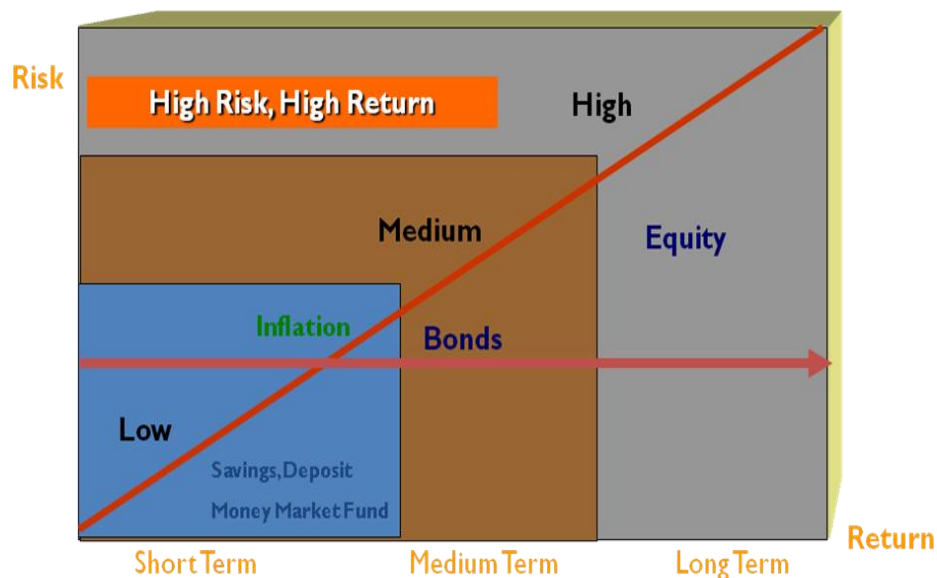 Risk
High Risk, High Return
High
Medium
Equity
Inflation
Bonds
Low
Savings,Deposit
Money Market Fund
Return
Short Term
Medium Term
Long Term